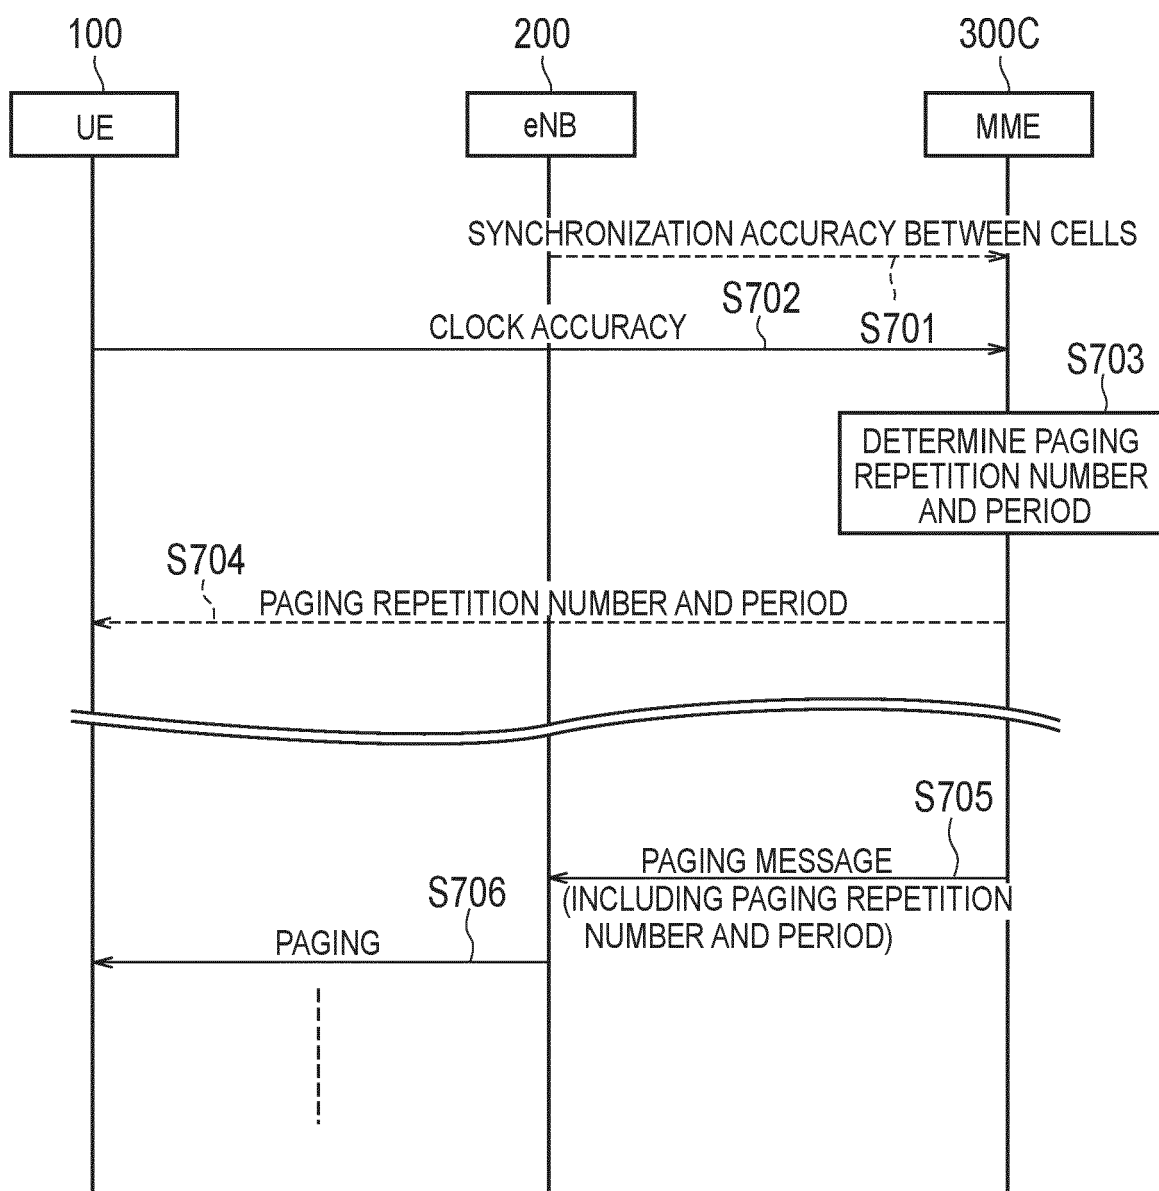 100
200
300C
UE
eNB
MME
SYNCHRONIZATION ACCURACY BETWEEN CELLS
S702
CLOCK ACCURACY
S701
S703
DETERMINE PAGING
REPETITION NUMBER
AND PERIOD
S704
PAGING REPETITION NUMBER AND PERIOD
S705
PAGING MESSAGE
(INCLUDING PAGING REPETITION
NUMBER AND PERIOD)
S706
PAGING